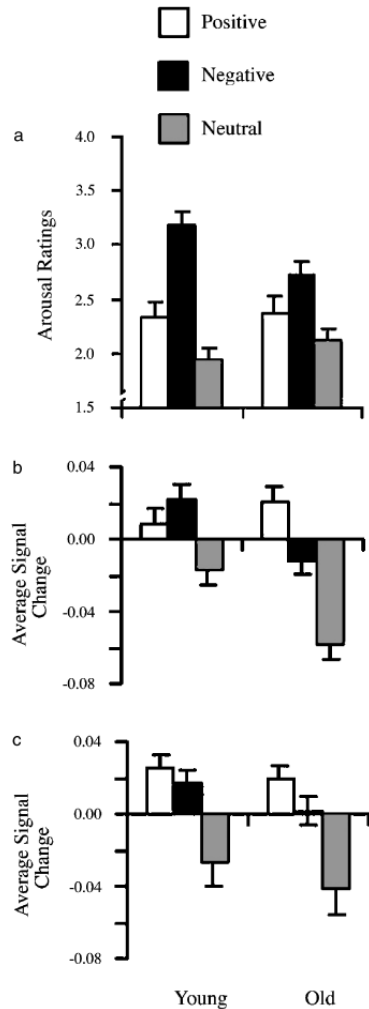 Positive
Negative
Neutral
a
4.0
3.5
3.0
2.5
2.0
1.5
Arousal Ratings
b
0.04
0.00
-0.04
-0.08
Average Signal
Change
c
0.04
0.00
-0.04
-0.08
Average Signal
Change
Young
Old